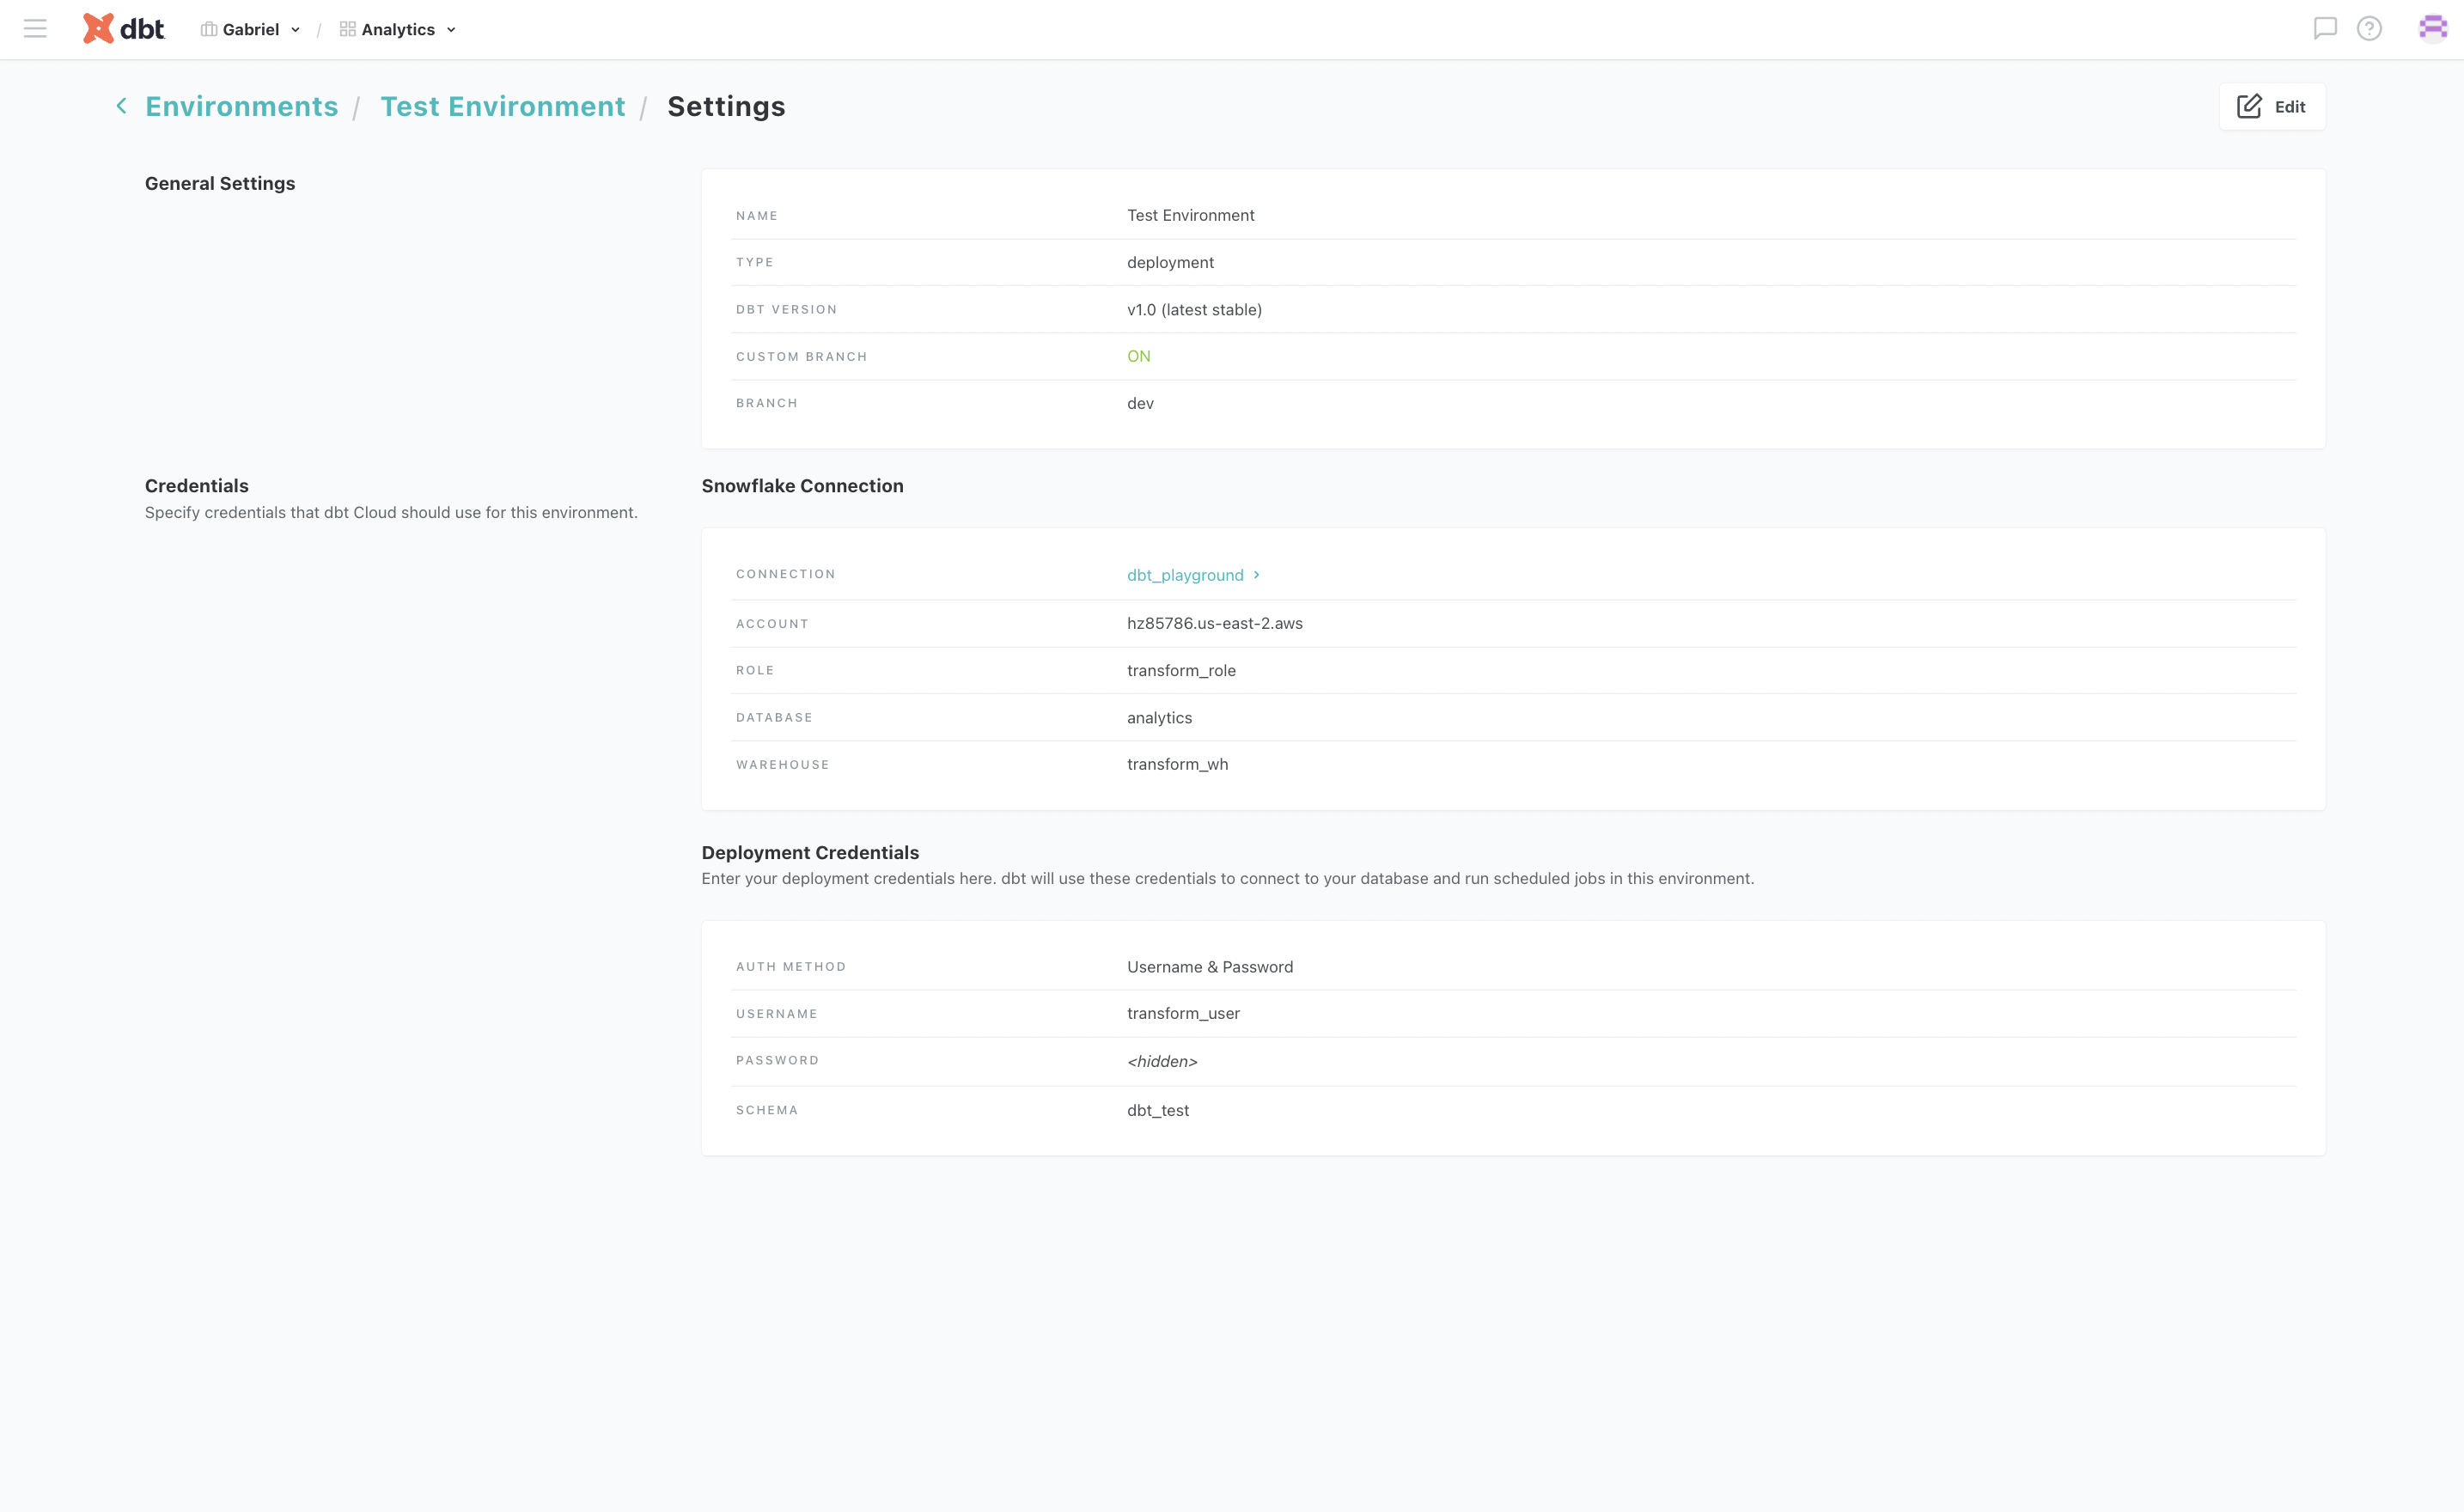 dbt Gabriel / Analytics
Environments / Test Environment / Settings Edit
General Settings
NAME Test Environment
TYPE deployment
DBT VERSION v1.0 (latest stable)
CUSTOM BRANCH ON
BRANCH dev
Credentials
Specify credentials that dbt Cloud should use for this environment.
Snowflake Connection
CONNECTION dbt_playground
ACCOUNT hz85786.us-east-2.aws
ROLE transform_role
DATABASE analytics
WAREHOUSE transform_wh
Deployment Credentials
Enter your deployment credentials here. dbt will use these credentials to connect to your database and run scheduled jobs in this environment.
AUTH METHOD Username & Password
USERNAME transform_user
PASSWORD <hidden>
SCHEMA dbt_test